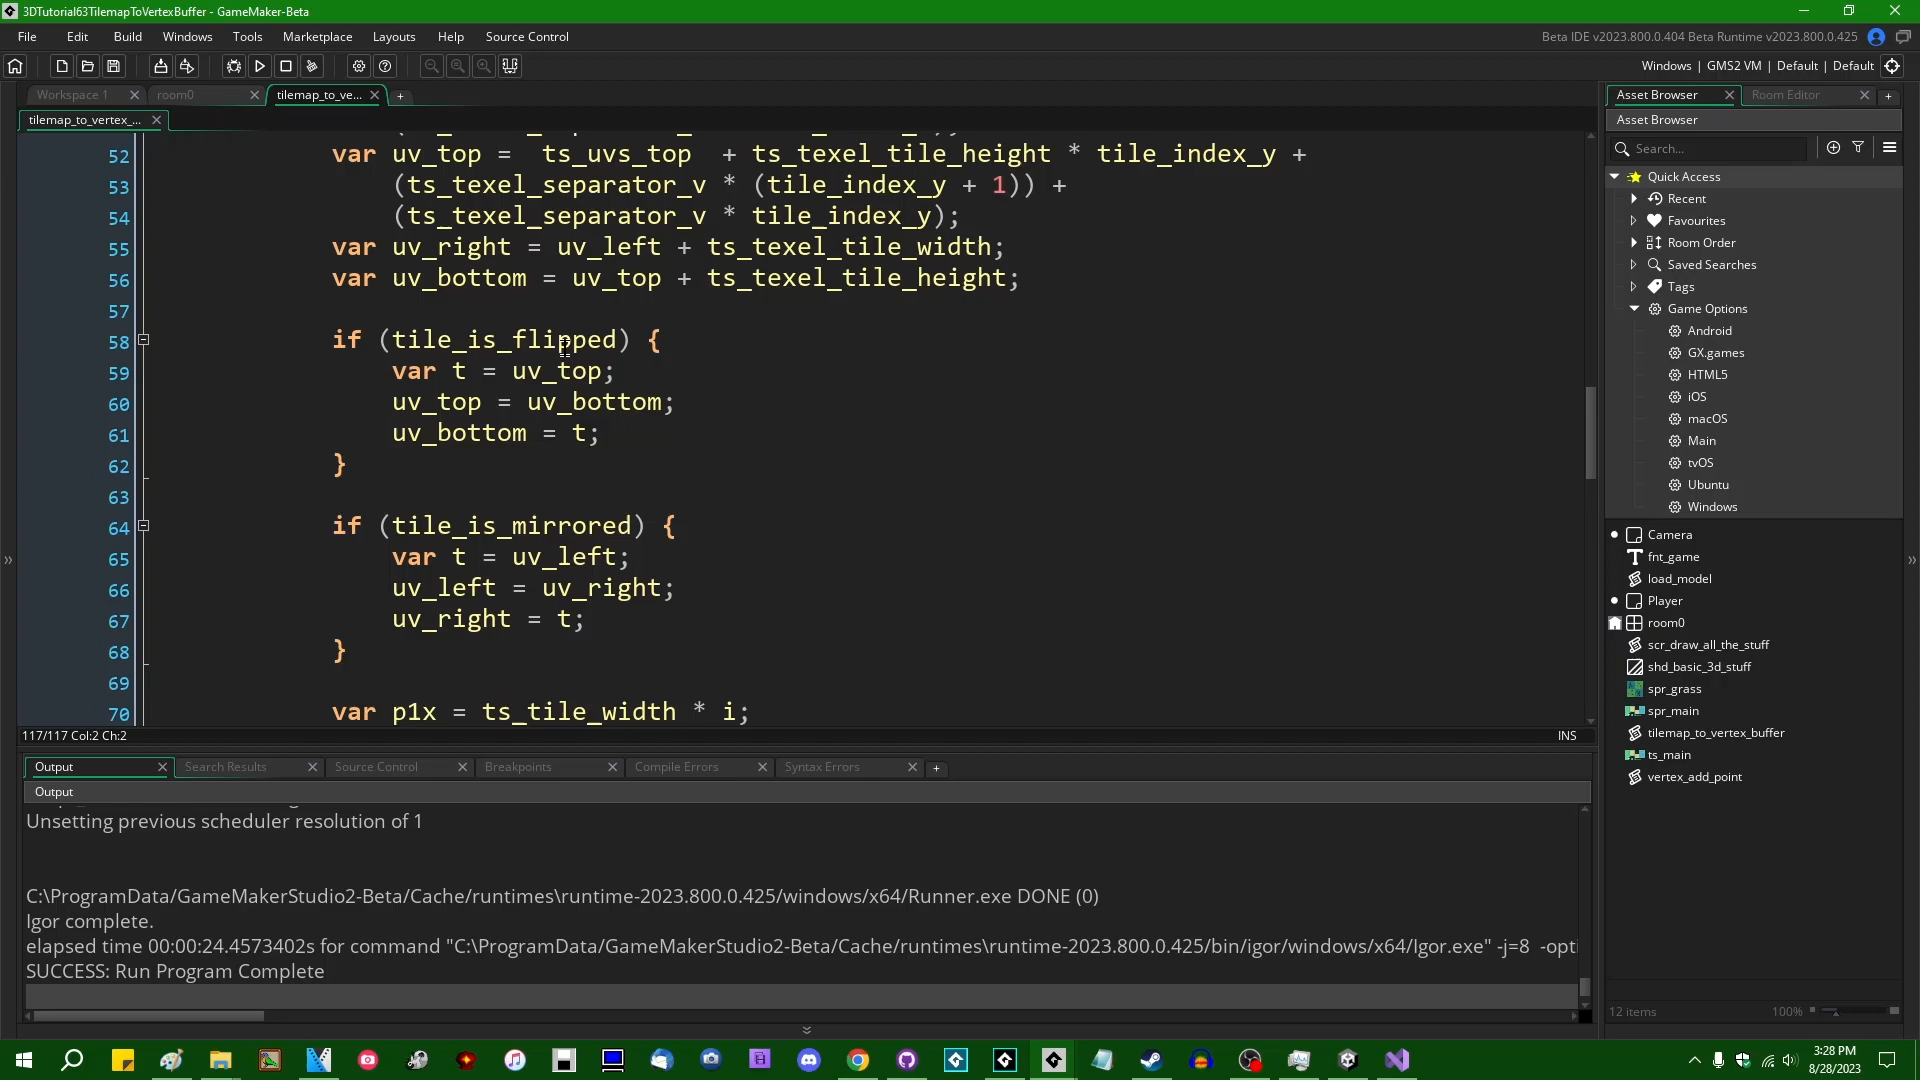 3DTutorial63TilemapToVertexBuffer - GameMaker-Beta
File Edit Build Windows Tools Marketplace Layouts Help Source Control
Beta IDE v2023.800.0.404 Beta Runtime v2023.800.0.425
Windows | GMS2 VM | Default | Default
Workspace 1 room0 tilemap_to_ve... +
tilemap_to_vertex_...
52 var uv_top =  ts_uvs_top  + ts_texel_tile_height * tile_index_y +
53 (ts_texel_separator_v * (tile_index_y + 1)) +
54 (ts_texel_separator_v * tile_index_y);
55 var uv_right = uv_left + ts_texel_tile_width;
56 var uv_bottom = uv_top + ts_texel_tile_height;
57
58 if (tile_is_flipped) {
59 var t = uv_top;
60 uv_top = uv_bottom;
61 uv_bottom = t;
62 }
63
64 if (tile_is_mirrored) {
65 var t = uv_left;
66 uv_left = uv_right;
67 uv_right = t;
68 }
69
70 var p1x = ts_tile_width * i;
117/117 Col:2 Ch:2 INS
Output Search Results Source Control Breakpoints Compile Errors Syntax Errors +
Output
Unsetting previous scheduler resolution of 1
C:\ProgramData/GameMakerStudio2-Beta/Cache/runtimes\runtime-2023.800.0.425/windows/x64/Runner.exe DONE (0)
Igor complete.
elapsed time 00:00:24.4573402s for command "C:\ProgramData/GameMakerStudio2-Beta/Cache/runtimes\runtime-2023.800.0.425/bin/igor/windows/x64/Igor.exe" -j=8  -opti
SUCCESS: Run Program Complete
Asset Browser Room Editor +
Asset Browser
Search...
Quick Access
Recent
Favourites
Room Order
Saved Searches
Tags
Game Options
Android
GX.games
HTML5
iOS
macOS
Main
tvOS
Ubuntu
Windows
Camera
fnt_game
load_model
Player
room0
scr_draw_all_the_stuff
shd_basic_3d_stuff
spr_grass
spr_main
tilemap_to_vertex_buffer
ts_main
vertex_add_point
12 items 100%
3:28 PM
8/28/2023